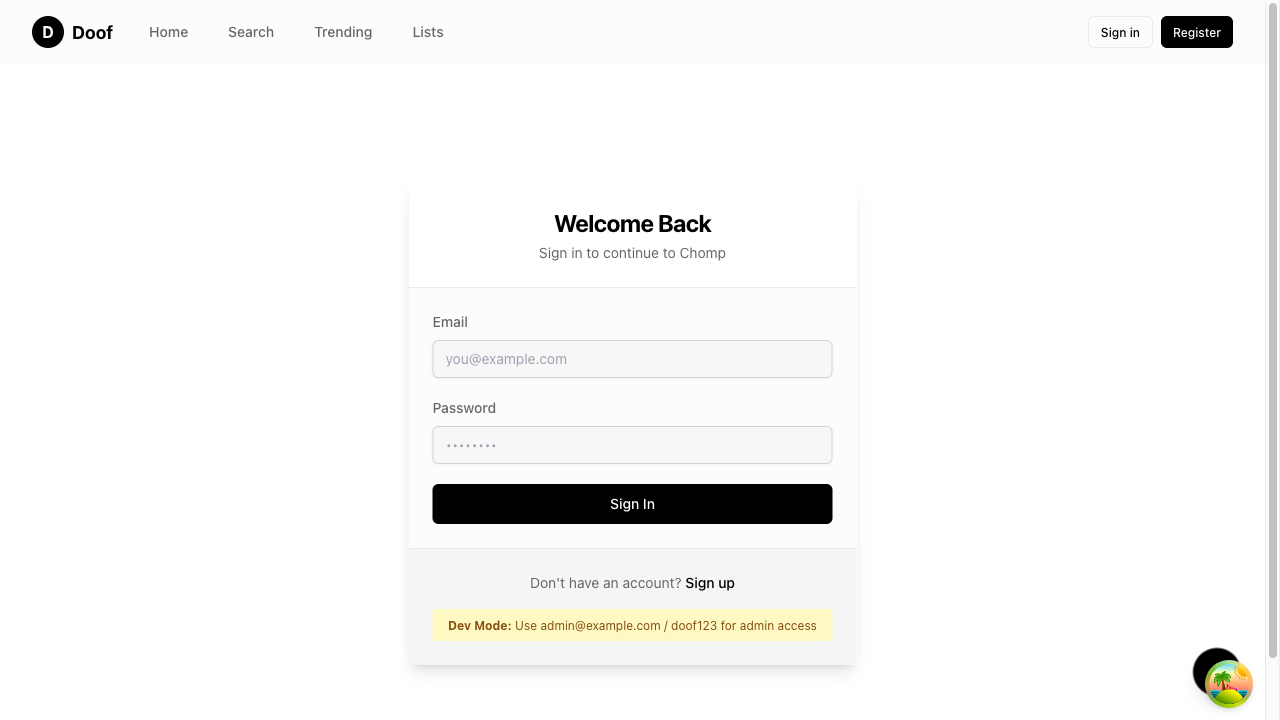 D Doof Home Search Trending Lists Sign in Register
Welcome Back
Sign in to continue to Chomp
Email
you@example.com
Password
••••••••
Sign In
Don't have an account? Sign up
Dev Mode: Use admin@example.com / doof123 for admin access